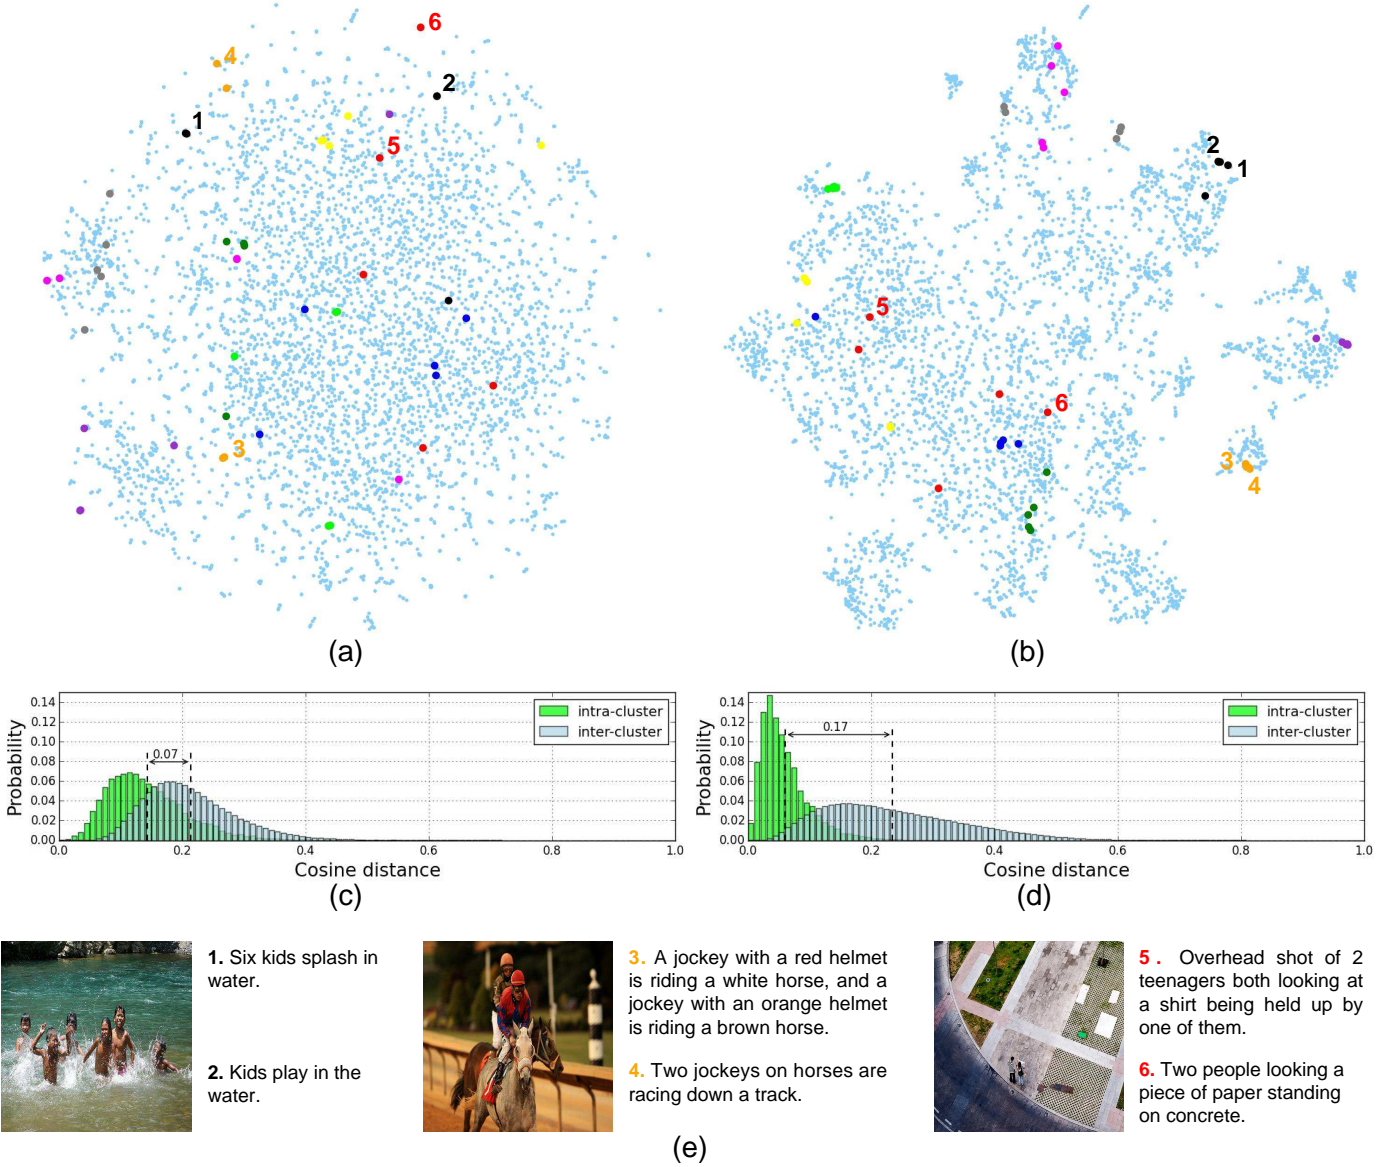 6
4
2
1
5
3
(a)
2
1
5
6
3
4
(b)
0.14
0.12
0.10
0.08
0.06
0.04
0.02
0.00
Probability
0.07
intra-cluster
inter-cluster
0.0 0.2 0.4 0.6 0.8 1.0
Cosine distance
(c)
0.14
0.12
0.10
0.08
0.06
0.04
0.02
0.00
Probability
0.17
intra-cluster
inter-cluster
0.0 0.2 0.4 0.6 0.8 1.0
Cosine distance
(d)
1. Six kids splash in
water.
2. Kids play in the
water.
3. A jockey with a red helmet
is riding a white horse, and a
jockey with an orange helmet
is riding a brown horse.
4. Two jockeys on horses are
racing down a track.
5 . Overhead shot of 2
teenagers both looking at
a shirt being held up by
one of them.
6. Two people looking a
piece of paper standing
on concrete.
(e)